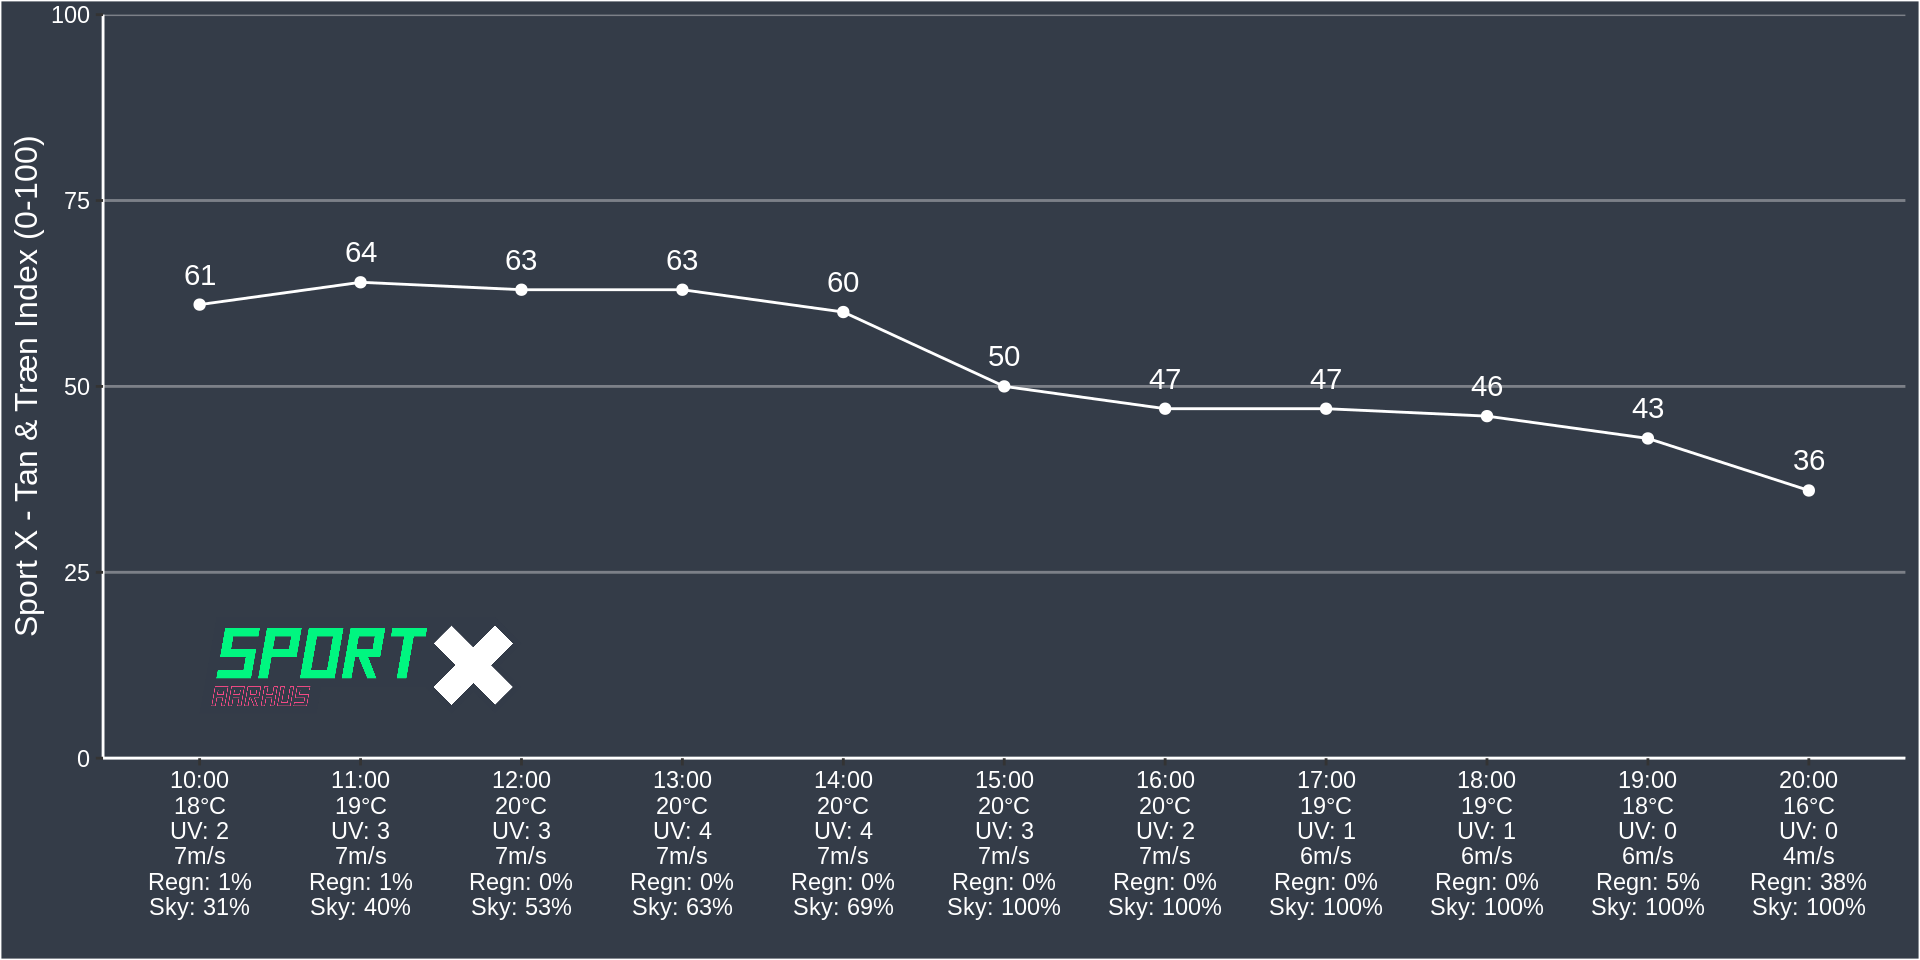 Sport X - Tan & Træn Index (0-100)
100
75
50
25
0
61
64
63
63
60
50
47
47
46
43
36
SPORT X
AARHUS
10:00 11:00 12:00 13:00 14:00 15:00 16:00 17:00 18:00 19:00 20:00
18°C 19°C 20°C 20°C 20°C 20°C 20°C 19°C 19°C 18°C 16°C
UV: 2 UV: 3 UV: 3 UV: 4 UV: 4 UV: 3 UV: 2 UV: 1 UV: 1 UV: 0 UV: 0
7m/s 7m/s 7m/s 7m/s 7m/s 7m/s 7m/s 6m/s 6m/s 6m/s 4m/s
Regn: 1% Regn: 1% Regn: 0% Regn: 0% Regn: 0% Regn: 0% Regn: 0% Regn: 0% Regn: 0% Regn: 5% Regn: 38%
Sky: 31% Sky: 40% Sky: 53% Sky: 63% Sky: 69% Sky: 100% Sky: 100% Sky: 100% Sky: 100% Sky: 100% Sky: 100%